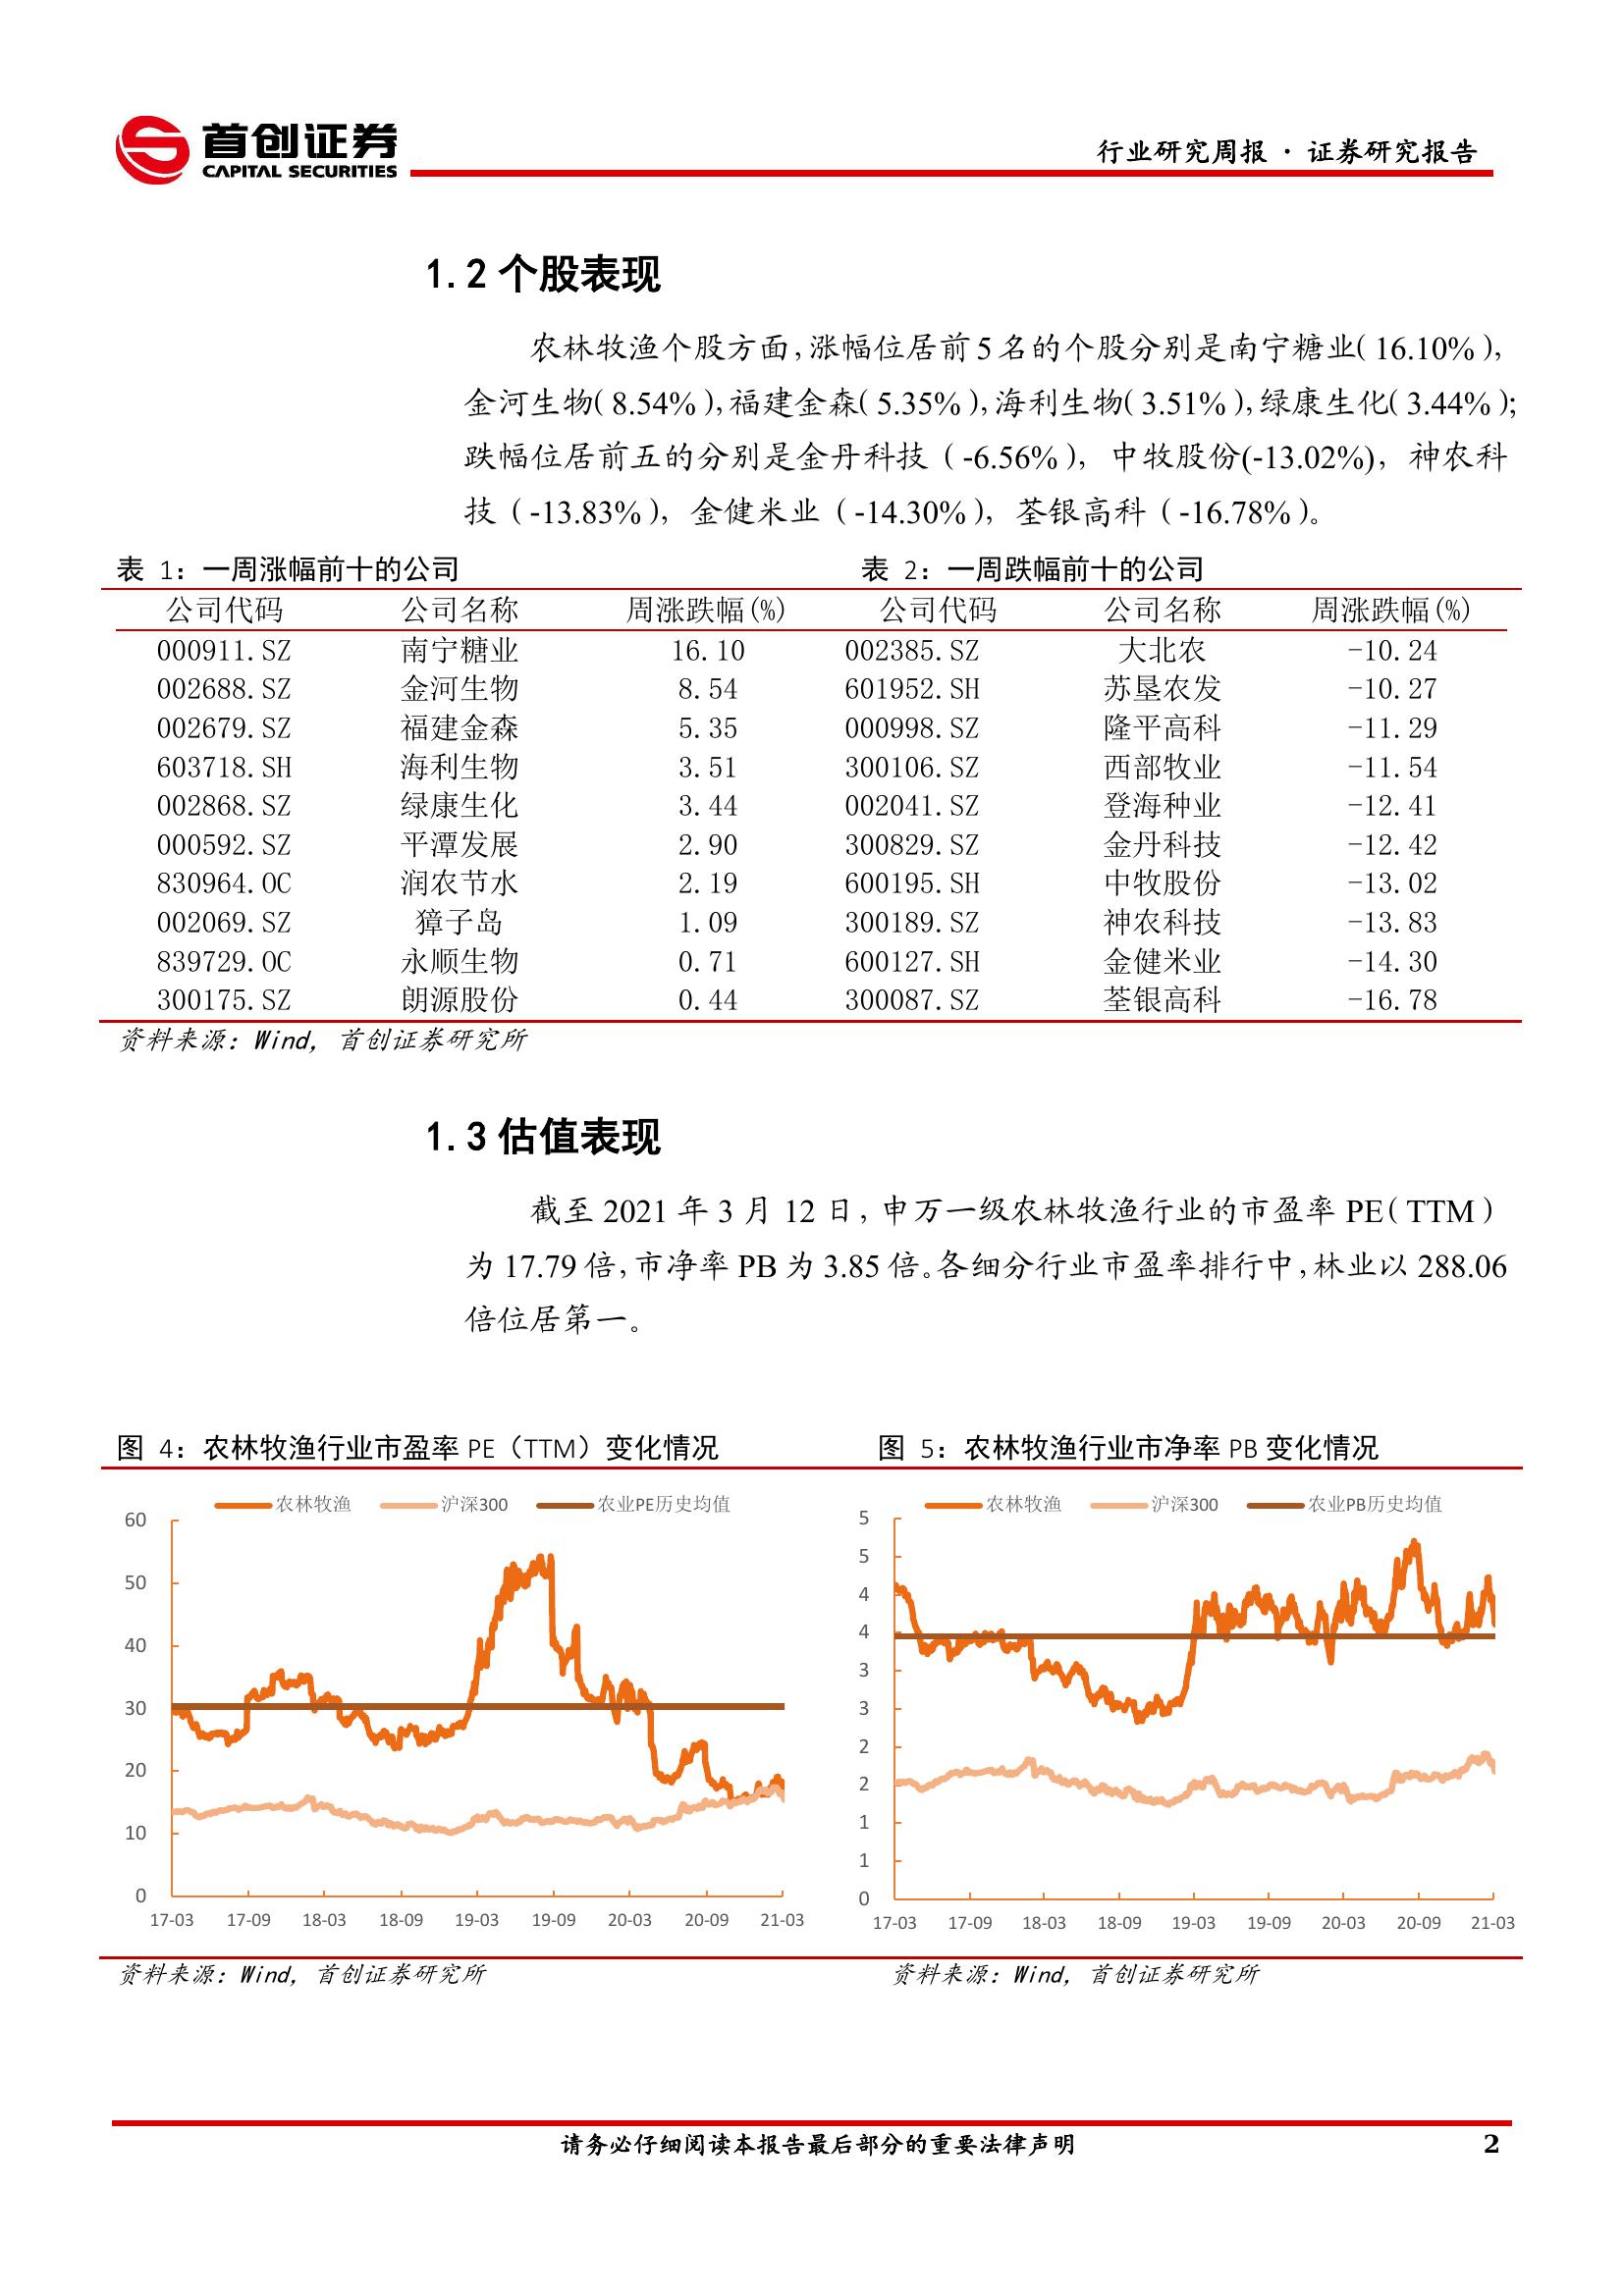 首创证券
CAPITAL SECURITIES
行业研究周报 · 证券研究报告
1.2 个股表现
农林牧渔个股方面，涨幅位居前 5 名的个股分别是南宁糖业（16.10%），
金河生物（8.54%），福建金森（5.35%），海利生物（3.51%），绿康生化（3.44%）；
跌幅位居前五的分别是金丹科技（-6.56%），中牧股份(-13.02%)，神农科
技（-13.83%），金健米业（-14.30%），荃银高科（-16.78%）。
表 1：一周涨幅前十的公司 表 2：一周跌幅前十的公司
公司代码 公司名称 周涨跌幅(%) 公司代码 公司名称 周涨跌幅(%)
000911.SZ 南宁糖业 16.10 002385.SZ 大北农 -10.24
002688.SZ 金河生物 8.54 601952.SH 苏垦农发 -10.27
002679.SZ 福建金森 5.35 000998.SZ 隆平高科 -11.29
603718.SH 海利生物 3.51 300106.SZ 西部牧业 -11.54
002868.SZ 绿康生化 3.44 002041.SZ 登海种业 -12.41
000592.SZ 平潭发展 2.90 300829.SZ 金丹科技 -12.42
830964.OC 润农节水 2.19 600195.SH 中牧股份 -13.02
002069.SZ 獐子岛 1.09 300189.SZ 神农科技 -13.83
839729.OC 永顺生物 0.71 600127.SH 金健米业 -14.30
300175.SZ 朗源股份 0.44 300087.SZ 荃银高科 -16.78
资料来源：Wind，首创证券研究所
1.3 估值表现
截至 2021 年 3 月 12 日，申万一级农林牧渔行业的市盈率 PE（TTM）
为 17.79 倍，市净率 PB 为 3.85 倍。各细分行业市盈率排行中，林业以 288.06
倍位居第一。
图 4：农林牧渔行业市盈率 PE（TTM）变化情况
农林牧渔 沪深300 农业PE历史均值
60
50
40
30
20
10
0
17-03 17-09 18-03 18-09 19-03 19-09 20-03 20-09 21-03
资料来源：Wind，首创证券研究所
图 5：农林牧渔行业市净率 PB 变化情况
农林牧渔 沪深300 农业PB历史均值
5
5
4
4
3
3
2
2
1
1
0
17-03 17-09 18-03 18-09 19-03 19-09 20-03 20-09 21-03
资料来源：Wind，首创证券研究所
请务必仔细阅读本报告最后部分的重要法律声明 2